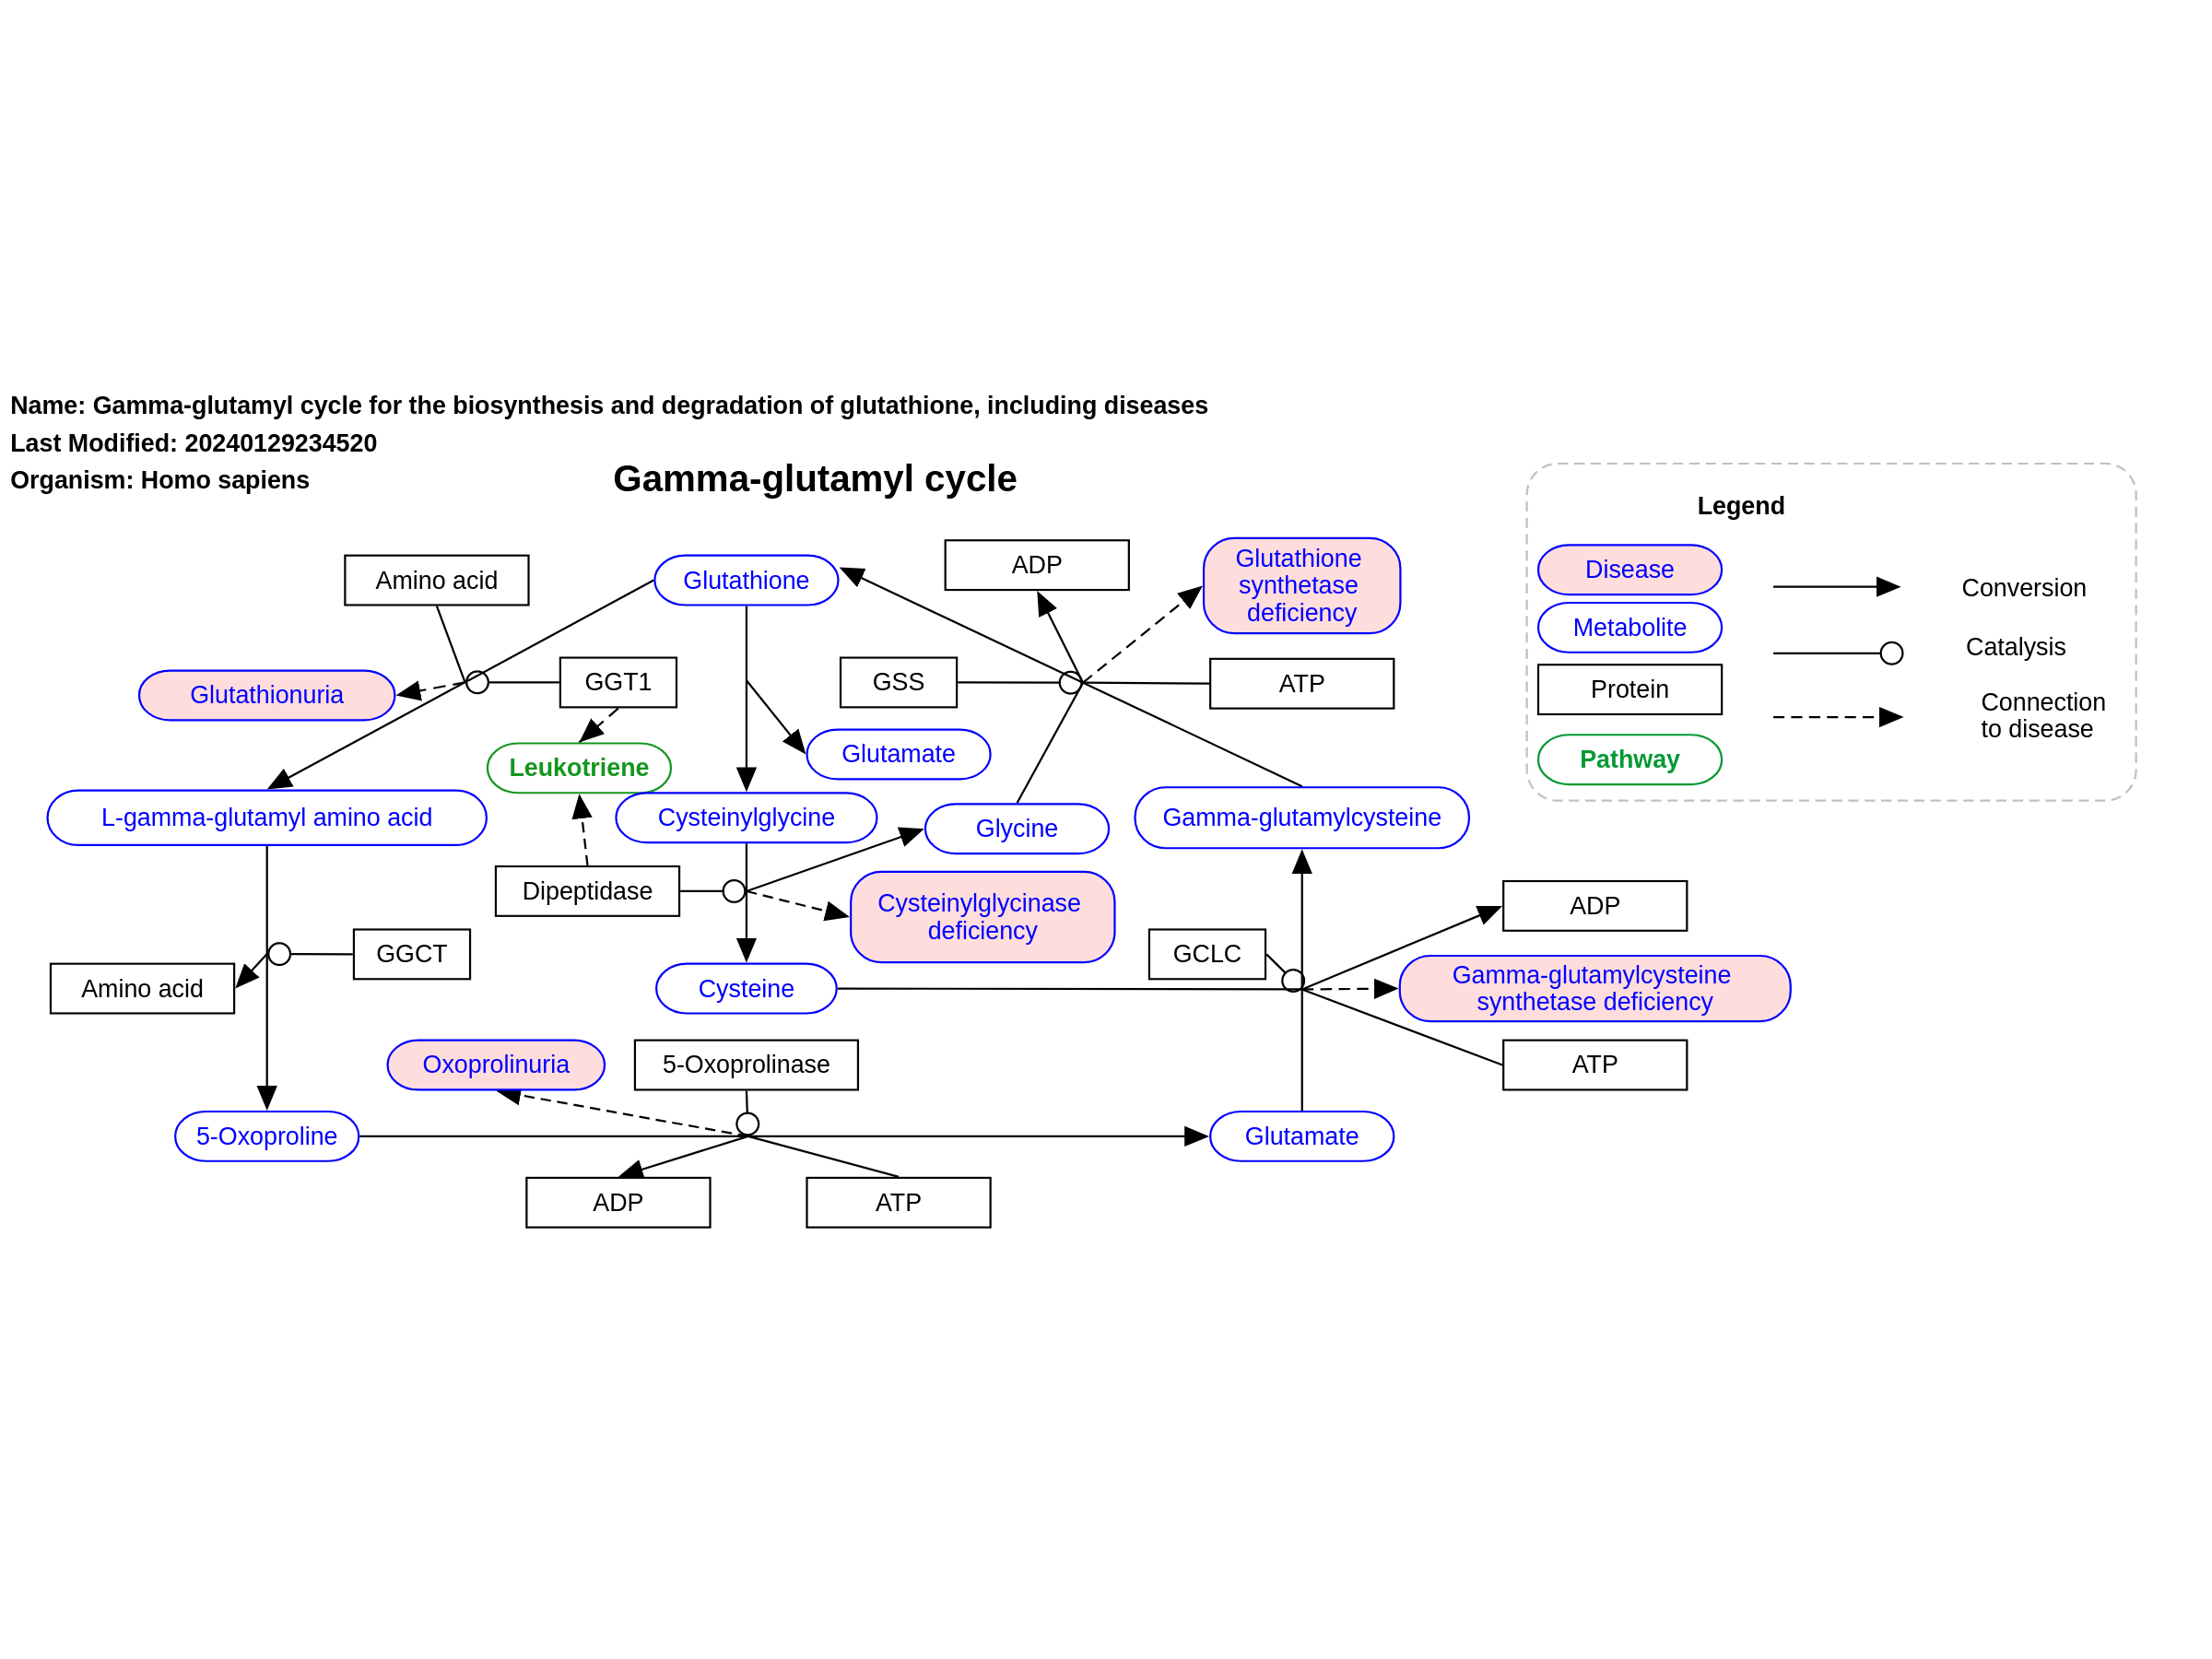 Name: Gamma-glutamyl cycle for the biosynthesis and degradation of glutathione, including diseases
Last Modified: 20240129234520
Organism: Homo sapiens
Gamma-glutamyl cycle
Legend
Disease
Metabolite
Protein
Pathway
Conversion
Catalysis
Connection
to disease
Amino acid
Glutathione
ADP
Glutathione
synthetase
deficiency
Glutathionuria
GGT1
GSS
ATP
Leukotriene
Glutamate
L-gamma-glutamyl amino acid
Cysteinylglycine
Glycine
Gamma-glutamylcysteine
Dipeptidase
Cysteinylglycinase
deficiency
ADP
GGCT
GCLC
Amino acid
Cysteine
Gamma-glutamylcysteine
synthetase deficiency
Oxoprolinuria
5-Oxoprolinase
ATP
5-Oxoproline
Glutamate
ADP
ATP